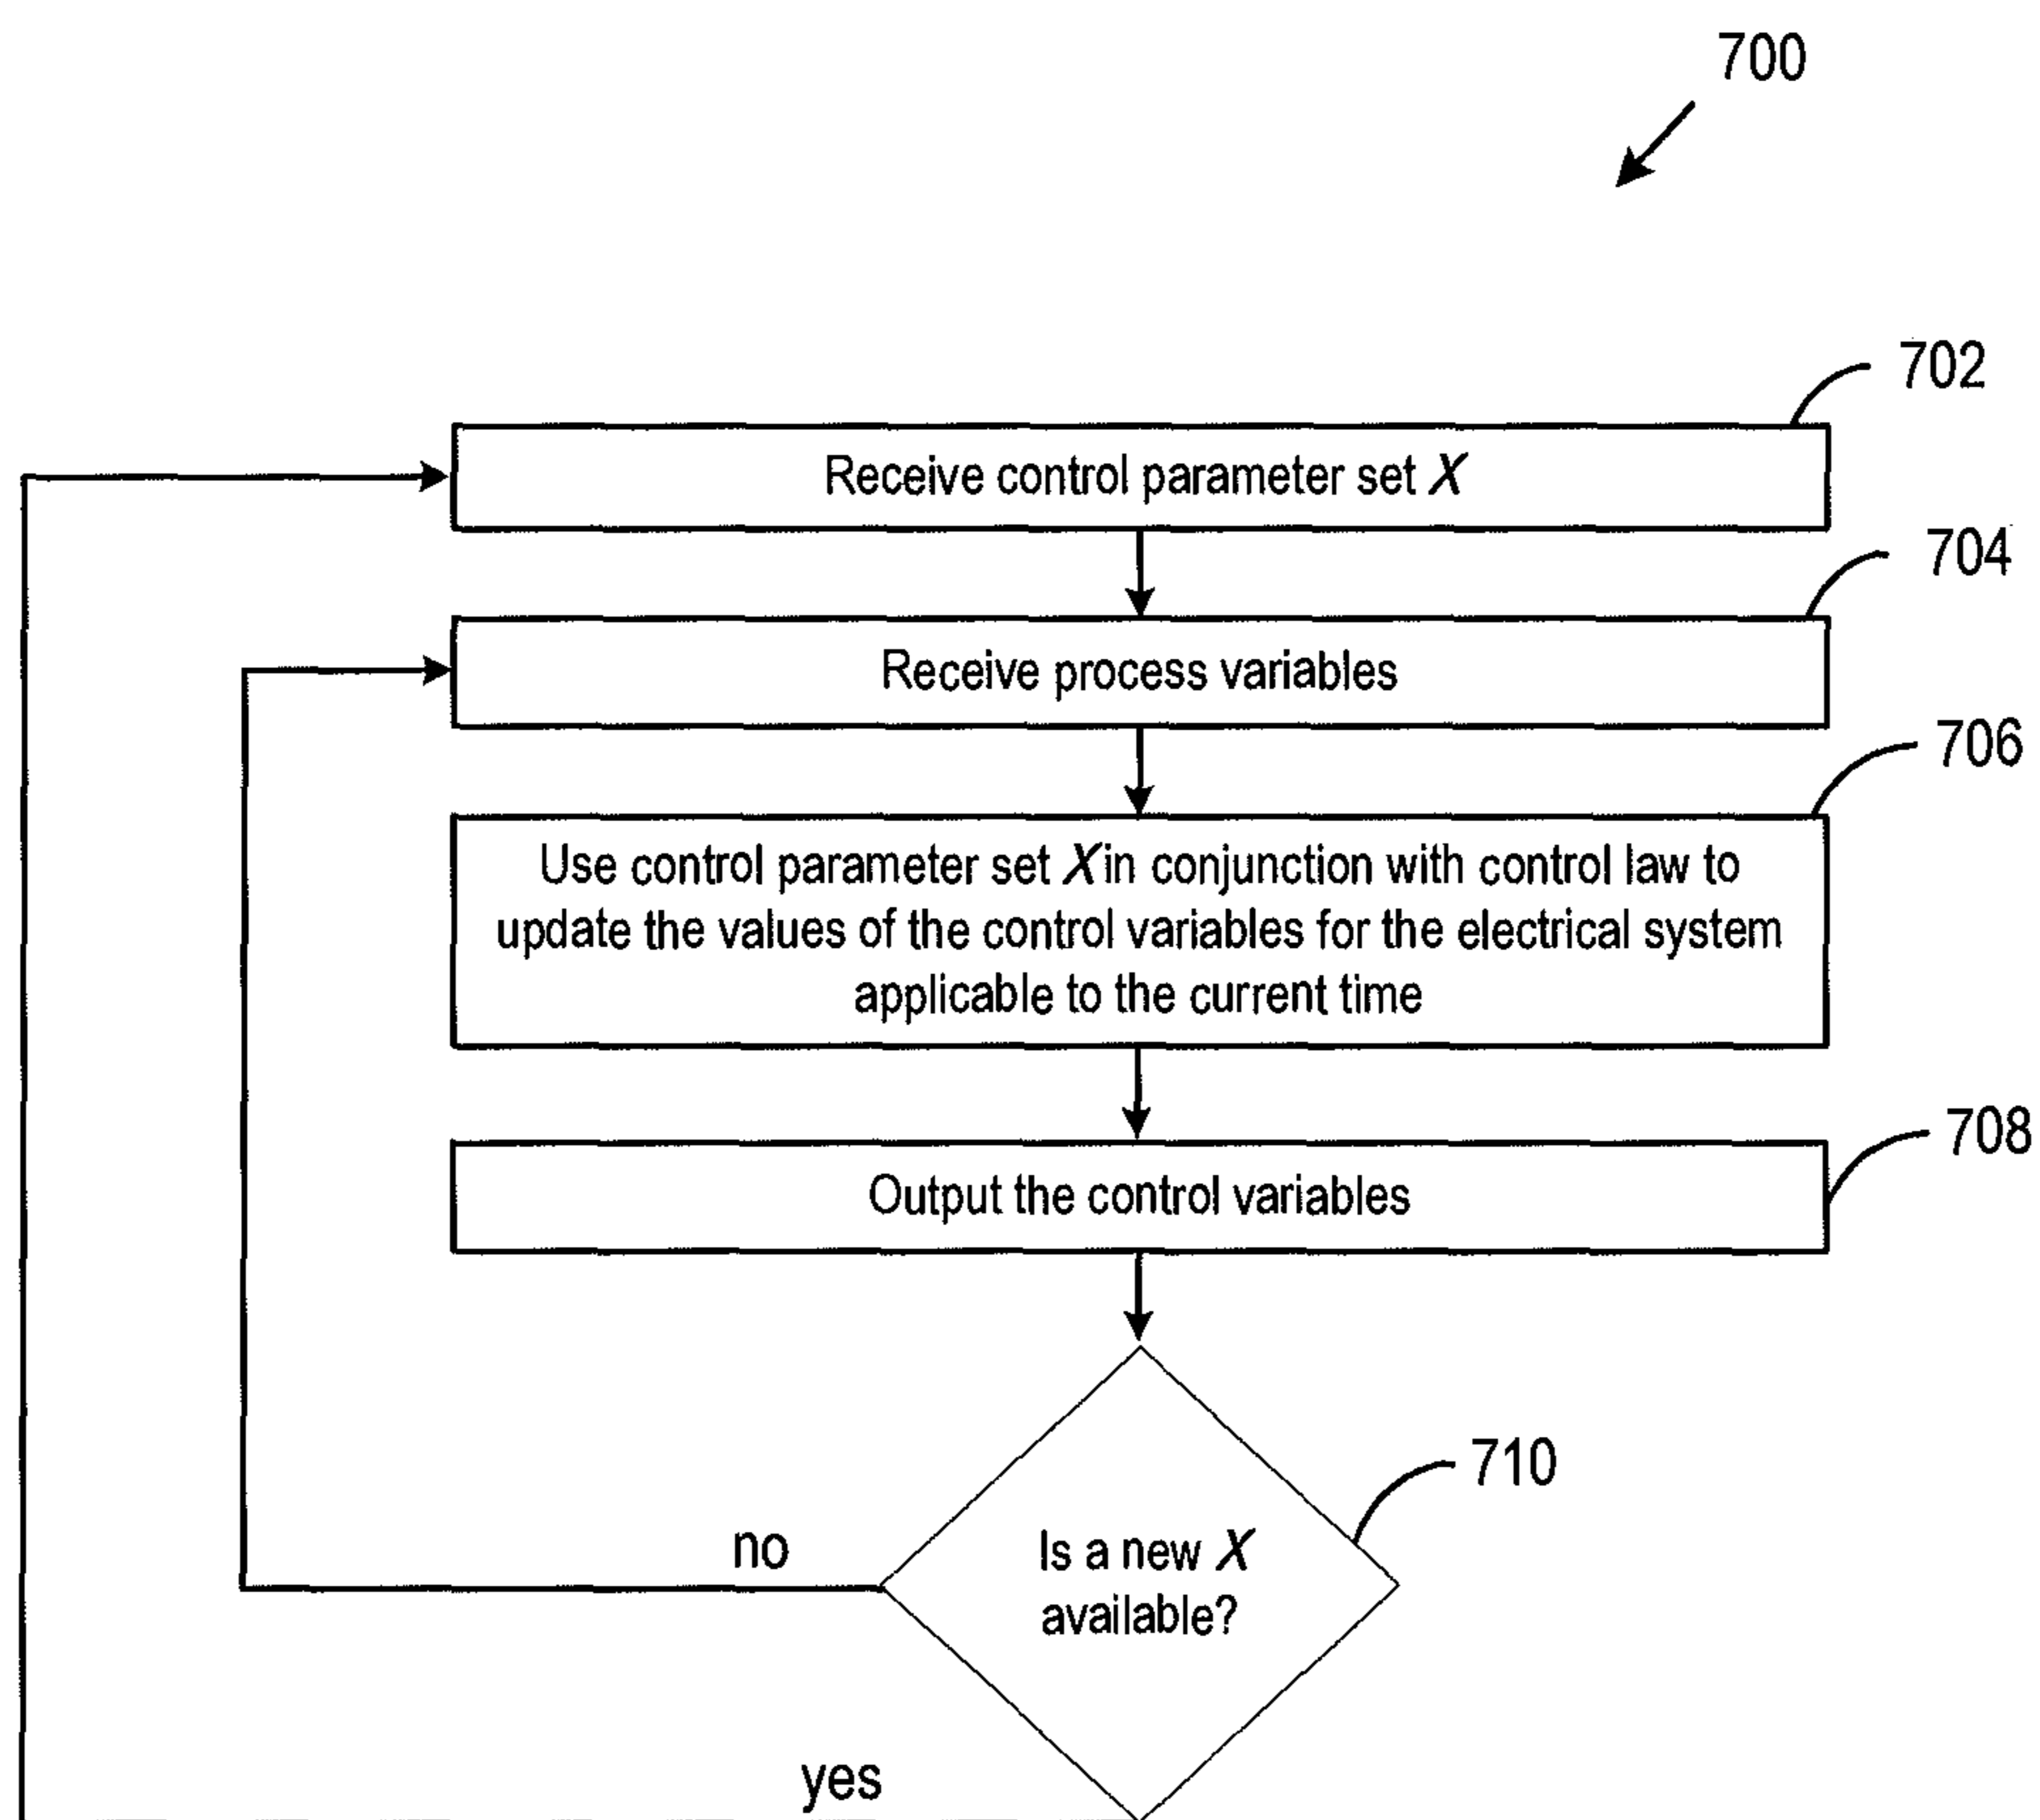 700
702
Receive control parameter set X
704
Receive process variables
706
Use control parameter set X in conjunction with control law to
update the values of the control variables for the electrical system
applicable to the current time
708
Output the control variables
710
Is a new X
available?
no
yes